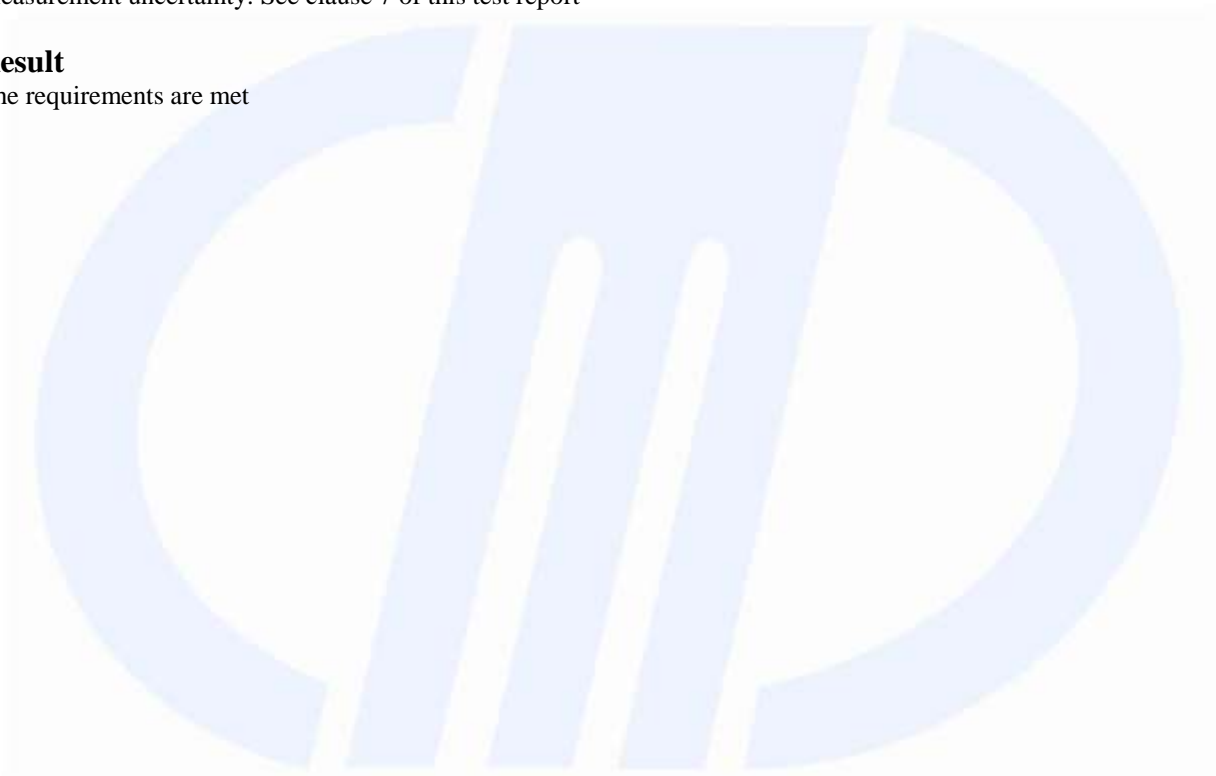 easurement uncertainty: See clause 7 of this test report
esult
he requirements are met